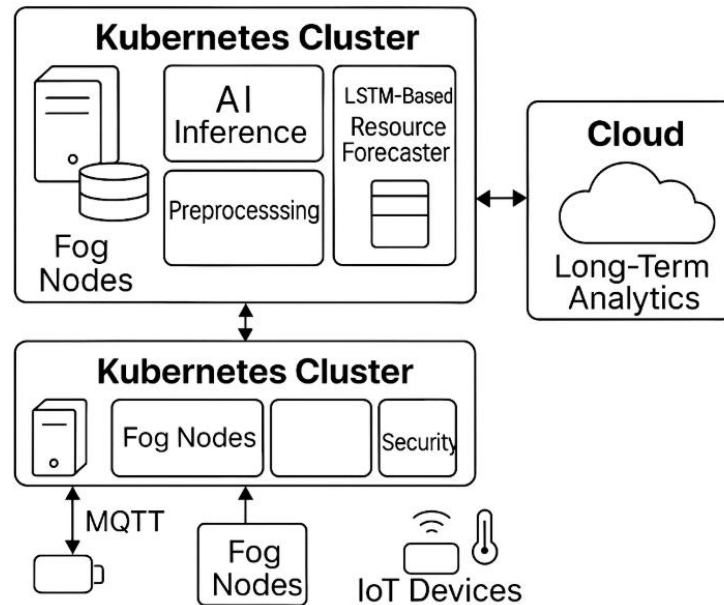 Kubernetes Cluster
AI
Inference
Preprocesssing
LSTM-Based
Resource
Forecaster
Fog
Nodes
Cloud
Long-Term
Analytics
Kubernetes Cluster
Fog Nodes
Security
MQTT
Fog
Nodes
IoT Devices